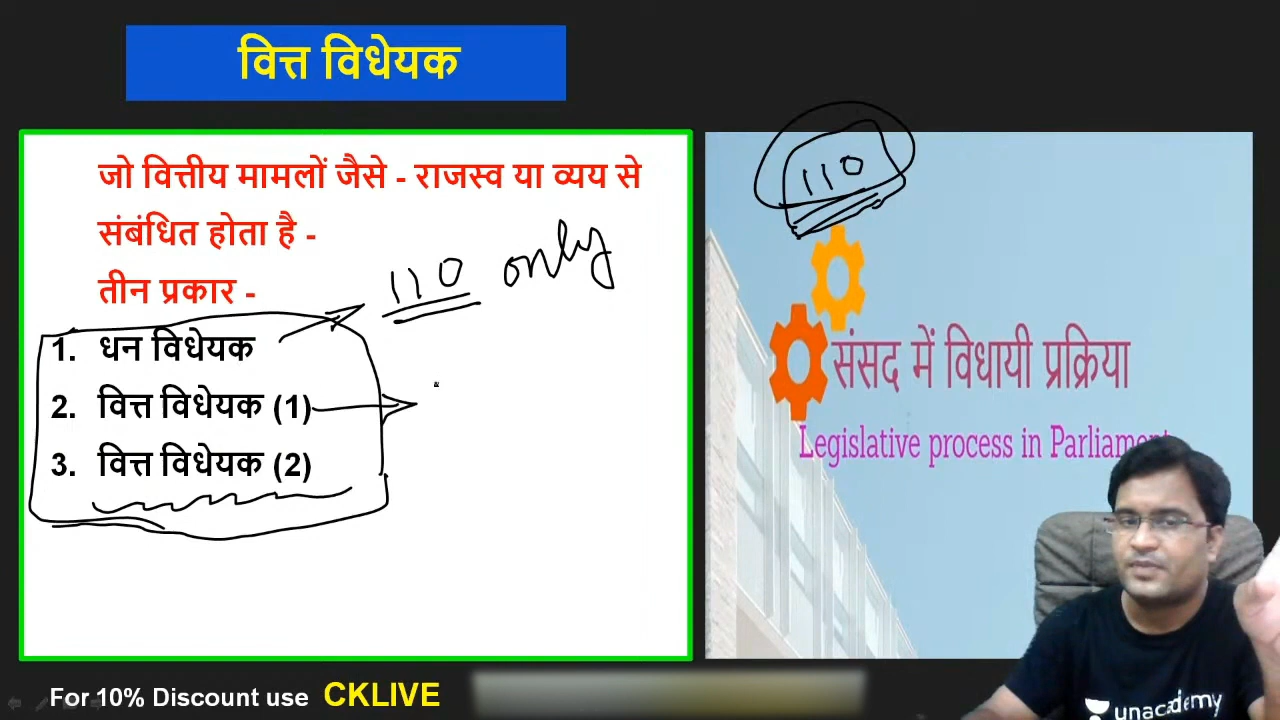 वित्त विधेयक
जो वित्तीय मामलों जैसे - राजस्व या व्यय से
संबंधित होता है -
तीन प्रकार -
110 only
1. धन विधेयक
2. वित्त विधेयक (1)
3. वित्त विधेयक (2)
110
संसद में विधायी प्रक्रिया
Legislative process in Parliament
For 10% Discount use CKLIVE
unacademy